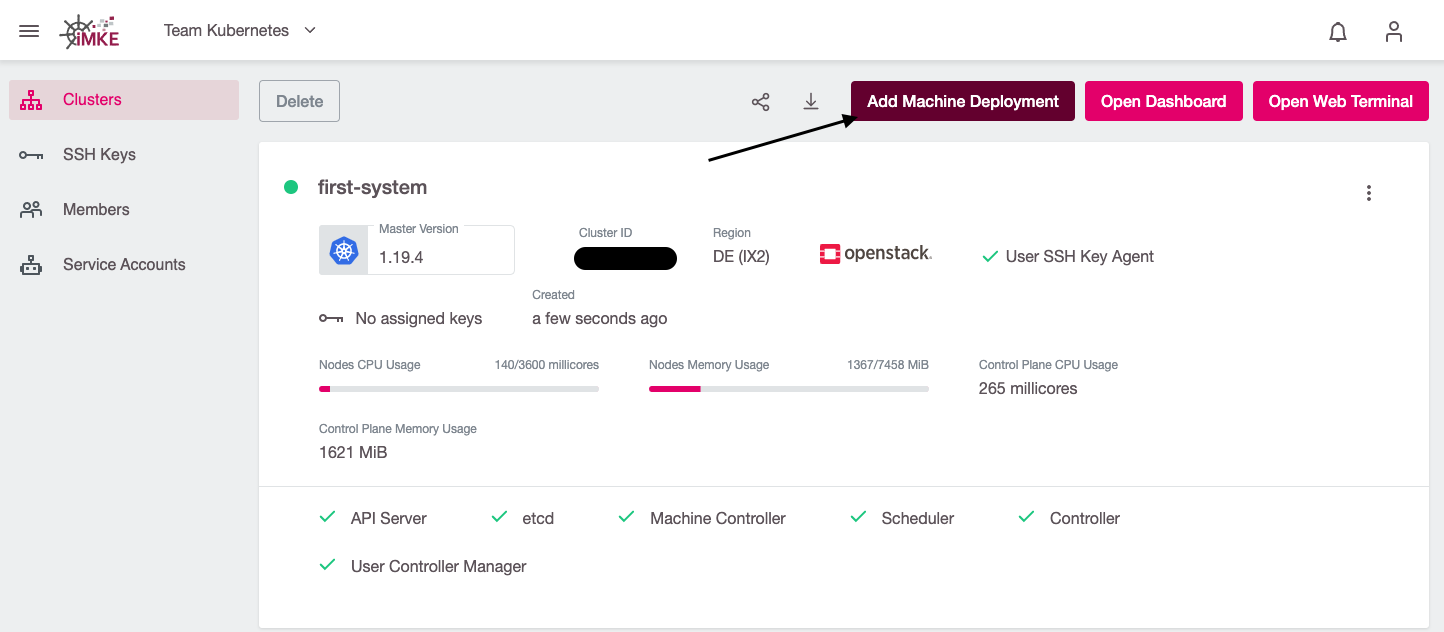 iMKE
Team Kubernetes
Clusters
SSH Keys
Members
Service Accounts
Delete
Add Machine Deployment
Open Dashboard
Open Web Terminal
first-system
Master Version
1.19.4
Cluster ID
Region
DE (IX2)
openstack.
User SSH Key Agent
No assigned keys
Created
a few seconds ago
Nodes CPU Usage
140/3600 millicores
Nodes Memory Usage
1367/7458 MiB
Control Plane CPU Usage
265 millicores
Control Plane Memory Usage
1621 MiB
API Server
etcd
Machine Controller
Scheduler
Controller
User Controller Manager